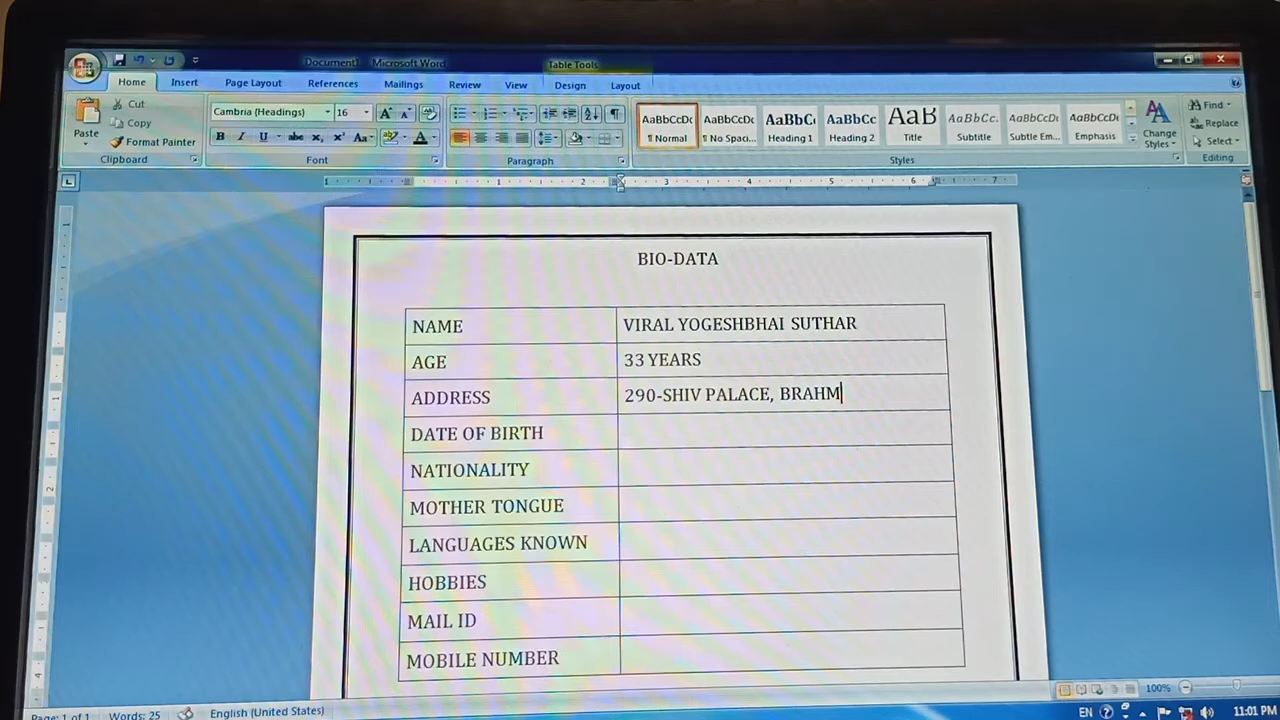 Document1 Microsoft Word Table Tools
Home Insert Page Layout References Mailings Review View Design Layout
Cut
Copy
Paste
Format Painter
Clipboard
Cambria (Headings) 16
Font
Paragraph
AaBbCcDc AaBbCcDc AaBbC AaBbCc AaB AaBbCc. AaBbCcDc AaBbCcDc
¶ Normal ¶ No Spaci... Heading 1 Heading 2 Title Subtitle Subtle Em... Emphasis
Change Styles
Styles
Find
Replace
Select
Editing
BIO-DATA
NAME VIRAL YOGESHBHAI SUTHAR
AGE 33 YEARS
ADDRESS 290-SHIV PALACE, BRAHM
DATE OF BIRTH
NATIONALITY
MOTHER TONGUE
LANGUAGES KNOWN
HOBBIES
MAIL ID
MOBILE NUMBER
Page: 1 of 1 Words: 25 English (United States) 100%
EN 11:01 PM